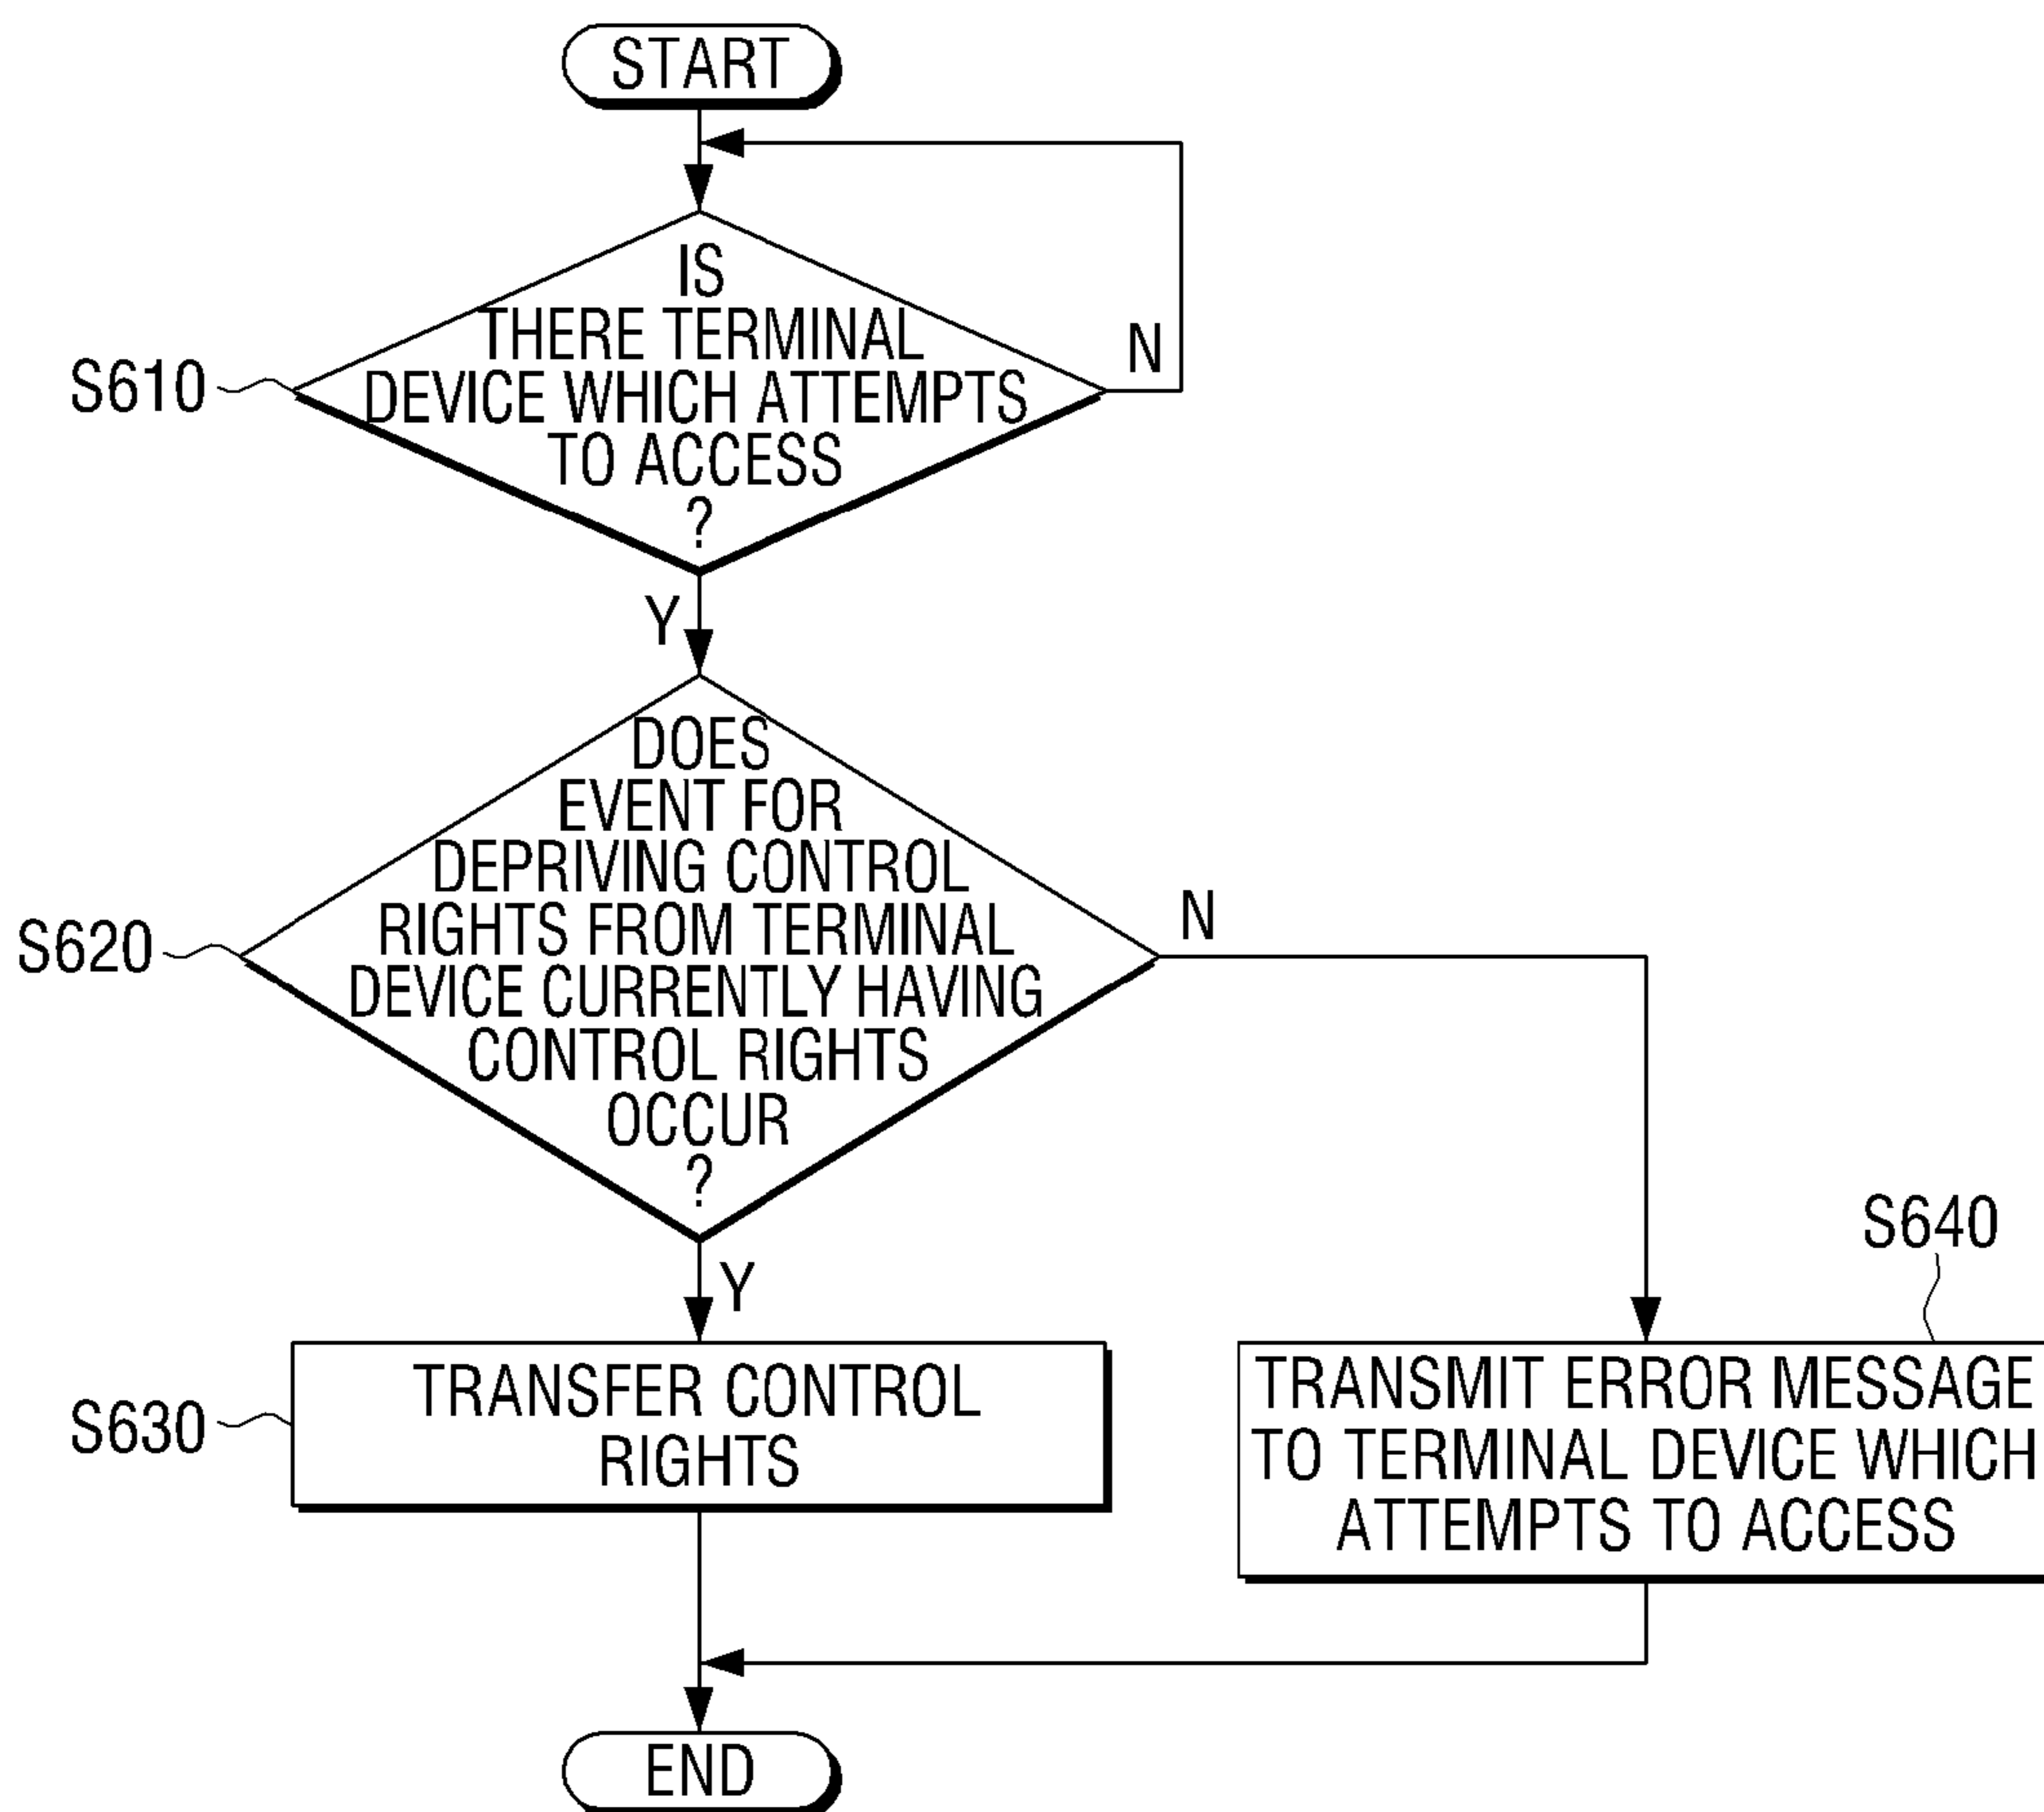 START
IS
THERE TERMINAL
DEVICE WHICH ATTEMPTS
TO ACCESS
?
N
S610
Y
DOES
EVENT FOR
DEPRIVING CONTROL
RIGHTS FROM TERMINAL
DEVICE CURRENTLY HAVING
CONTROL RIGHTS
OCCUR
?
N
S620
Y
S640
TRANSFER CONTROL
RIGHTS
S630
TRANSMIT ERROR MESSAGE
TO TERMINAL DEVICE WHICH
ATTEMPTS TO ACCESS
END